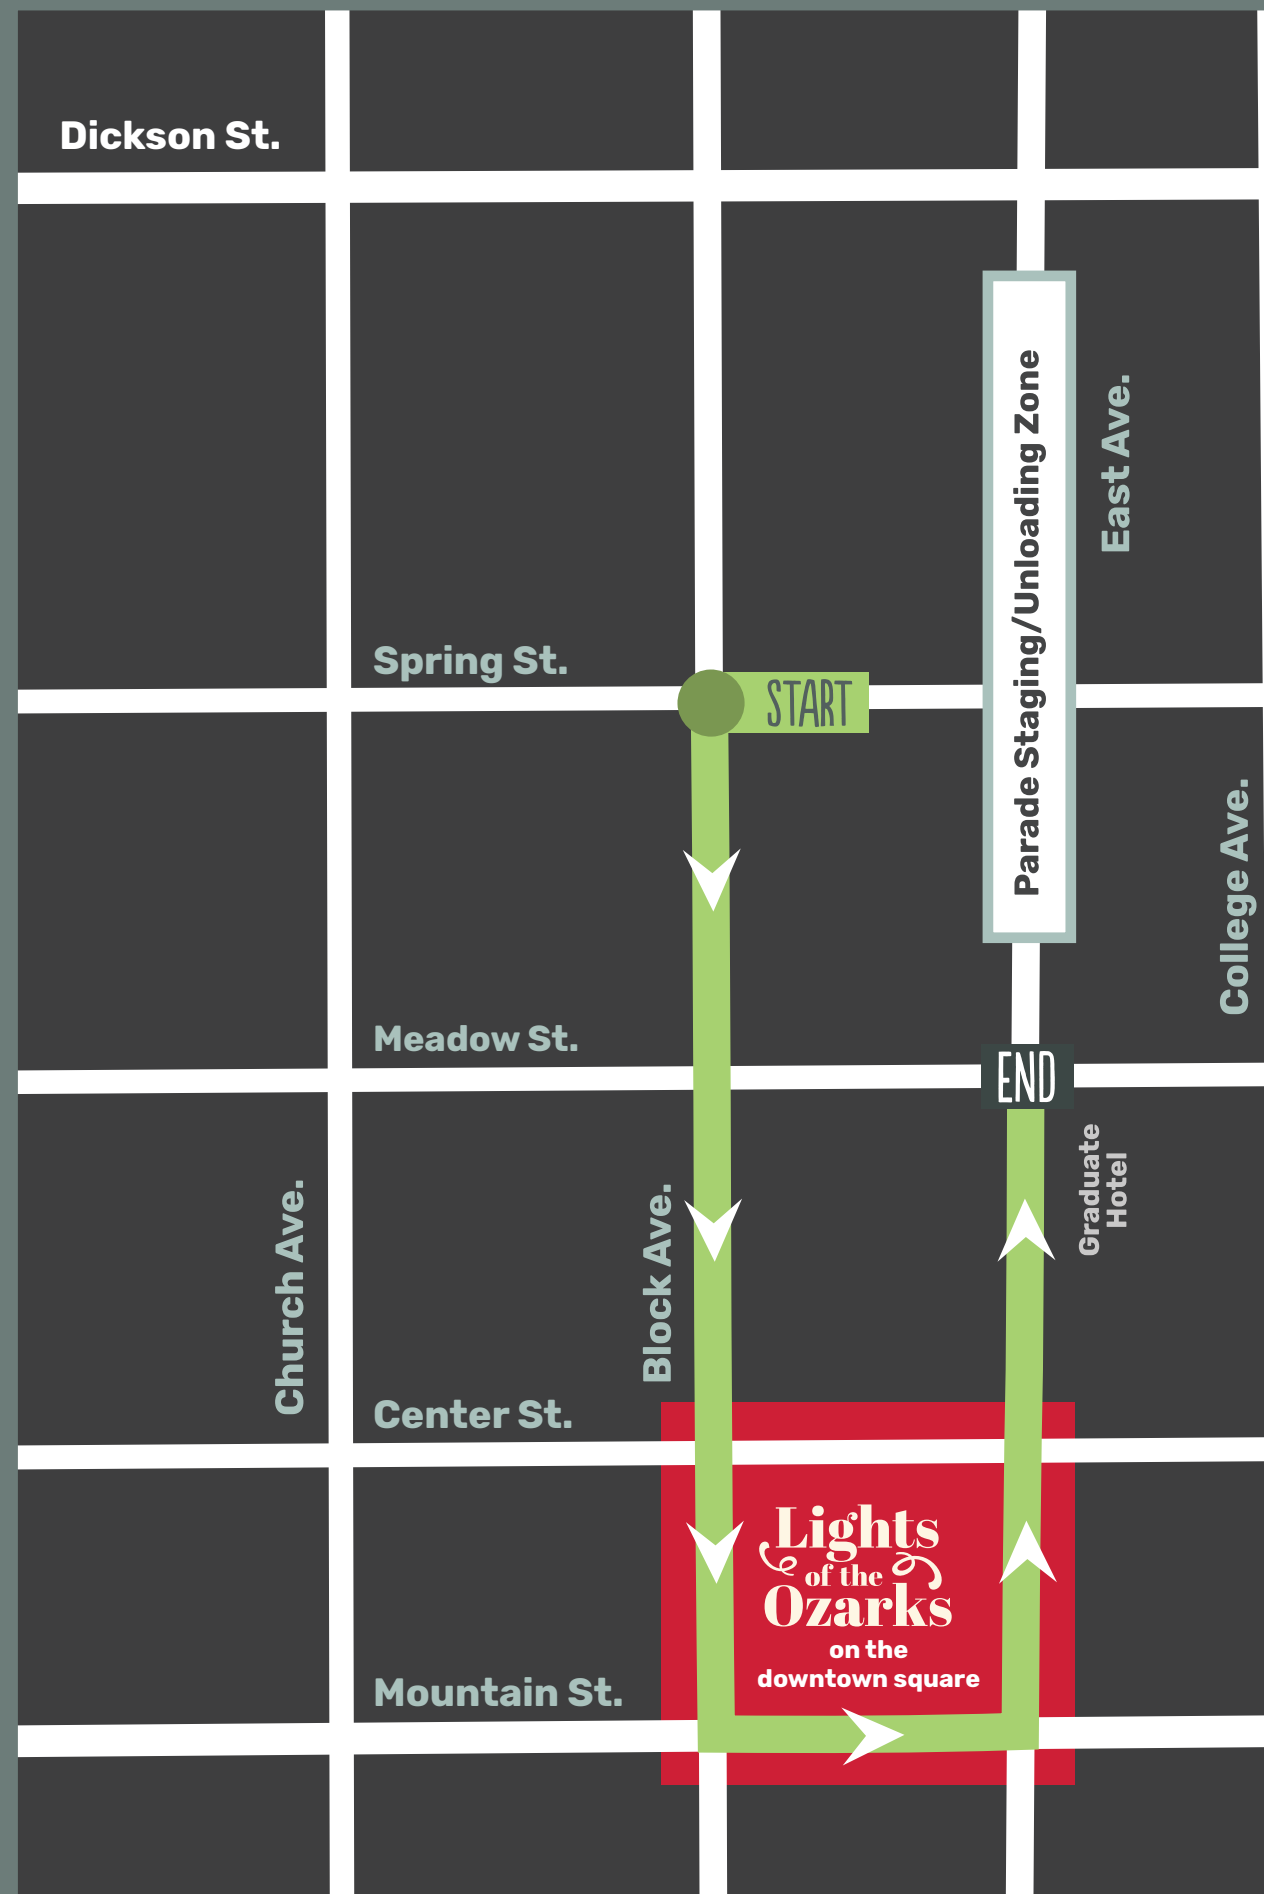 Dickson St.
Parade Staging/Unloading Zone
East Ave.
Spring St.
START
College Ave.
Meadow St.
END
Graduate
Hotel
Church Ave.
Block Ave.
Center St.
Lights
of the
Ozarks
on the
downtown square
Mountain St.